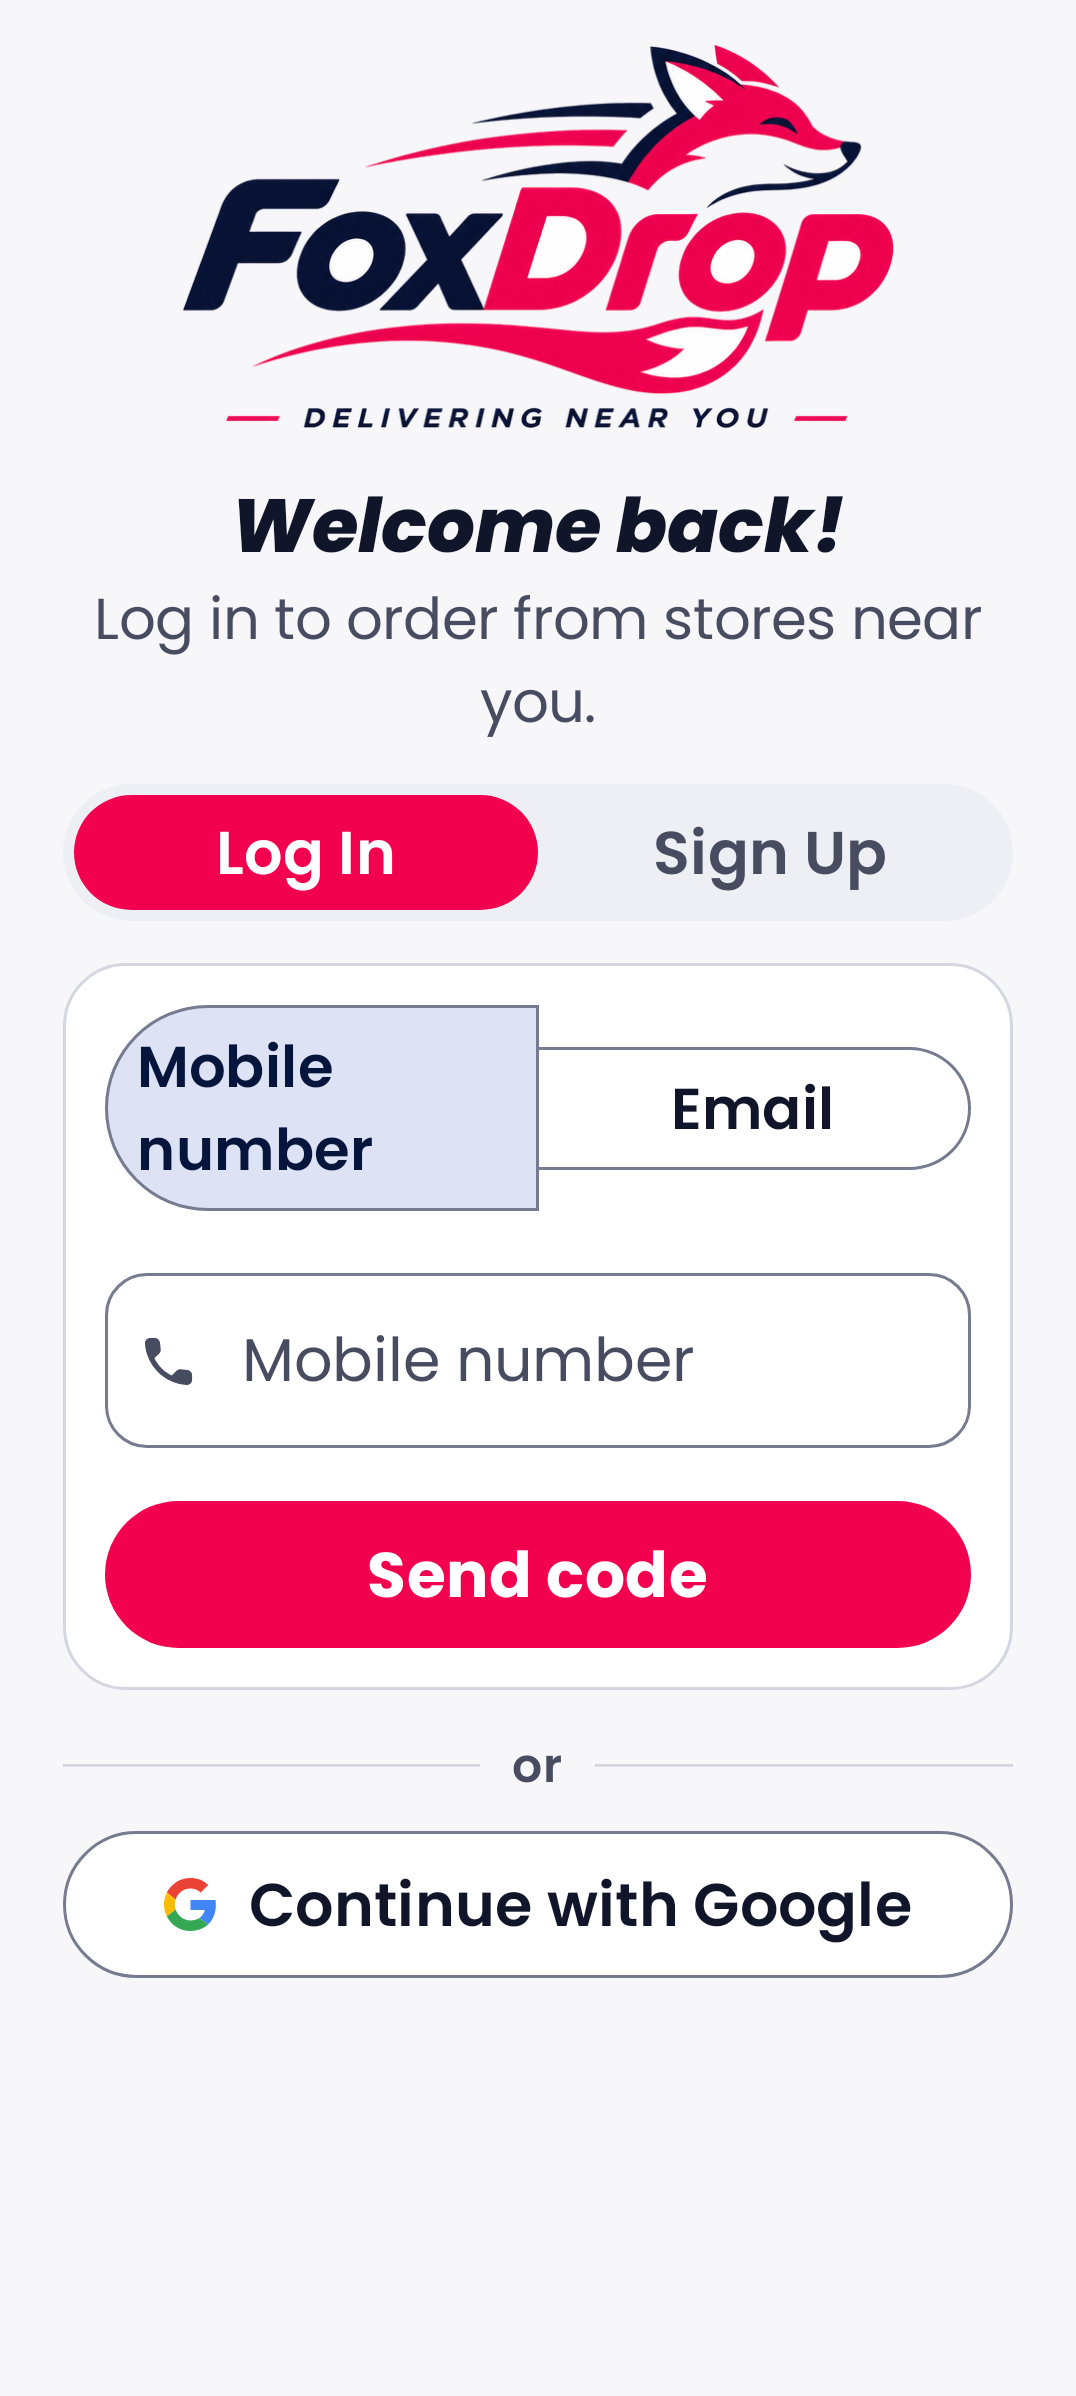 FoxDrop
DELIVERING NEAR YOU
Welcome back!
Log in to order from stores near
you.
Log In
Sign Up
Mobile
number
Email
Mobile number
Send code
or
Continue with Google